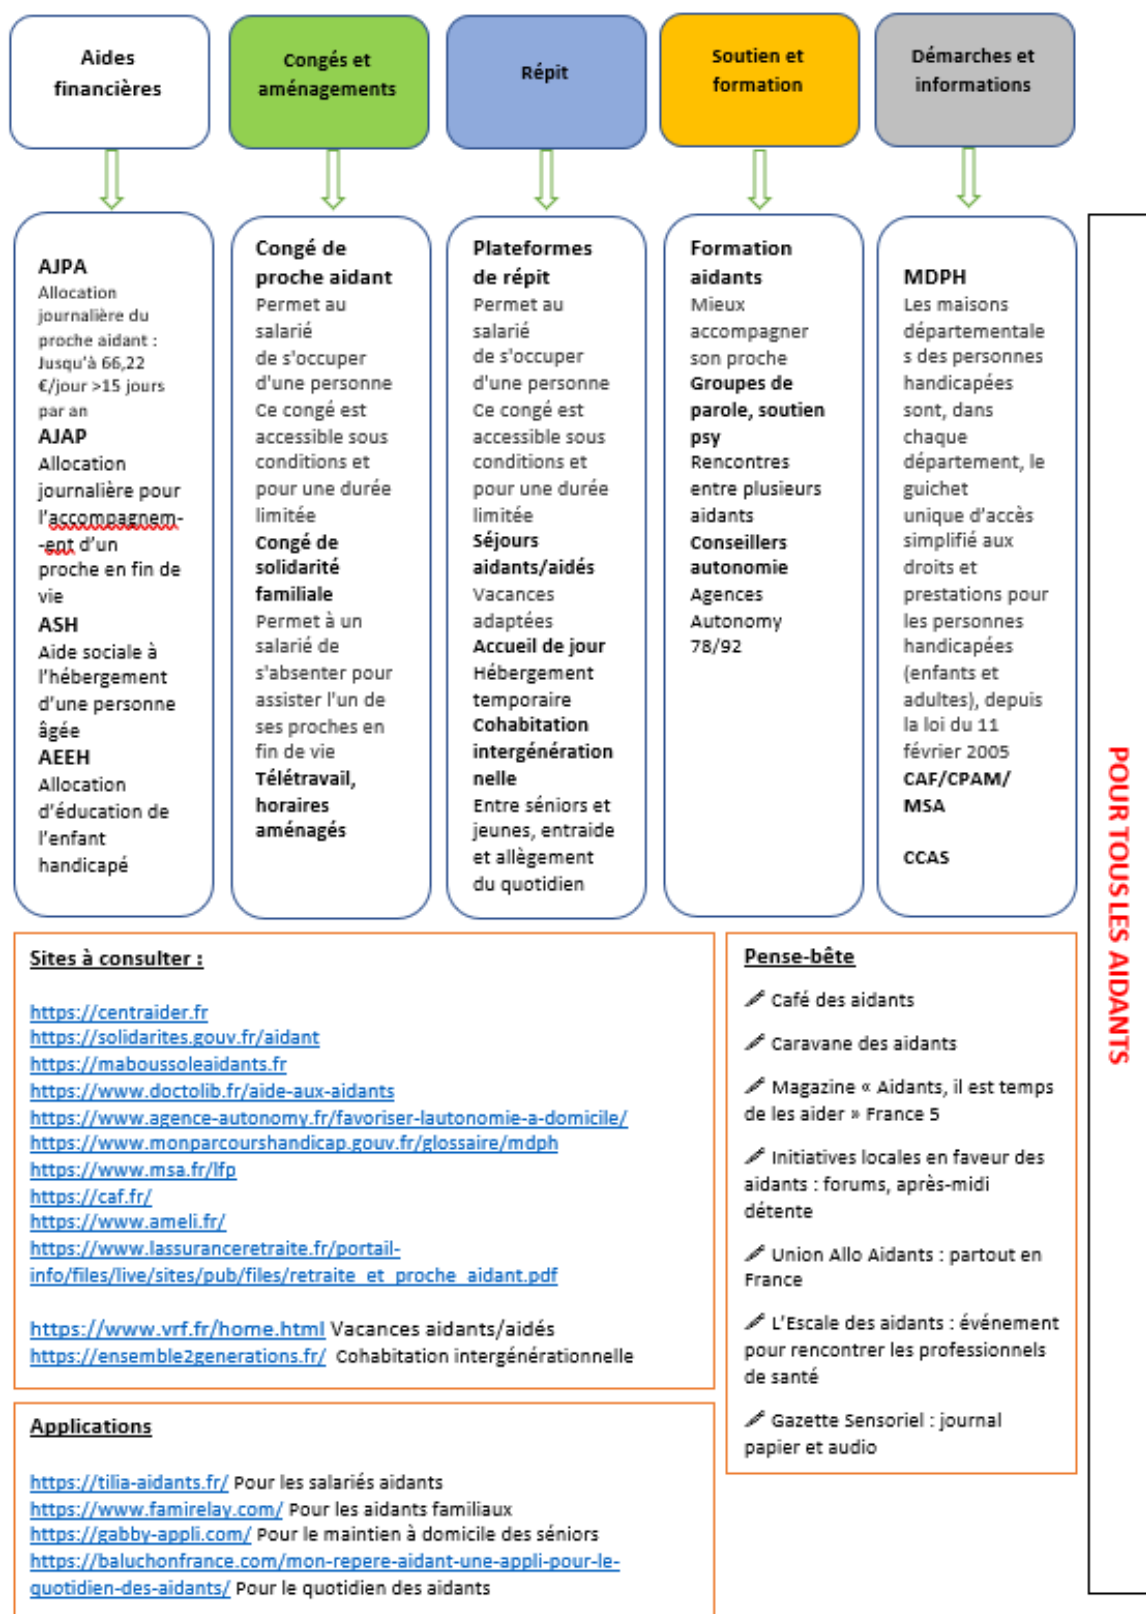 Aides
financières
Congés et
aménagements
Répit
Soutien et
formation
Démarches et
informations
AJPA
Allocation
journalière du
proche aidant :
Jusqu'à 66,22
€/jour >15 jours
par an
AJAP
Allocation
journalière pour
l'accompagnem-
-ent d'un
proche en fin de
vie
ASH
Aide sociale à
l'hébergement
d'une personne
âgée
AEEH
Allocation
d'éducation de
l'enfant
handicapé
Congé de
proche aidant
Permet au
salarié
de s'occuper
d'une personne
Ce congé est
accessible sous
conditions et
pour une durée
limitée
Congé de
solidarité
familiale
Permet à un
salarié de
s'absenter pour
assister l'un de
ses proches en
fin de vie
Télétravail,
horaires
aménagés
Plateformes
de répit
Permet au
salarié
de s'occuper
d'une personne
Ce congé est
accessible sous
conditions et
pour une durée
limitée
Séjours
aidants/aidés
Vacances
adaptées
Accueil de jour
Hébergement
temporaire
Cohabitation
intergénération
nelle
Entre séniors et
jeunes, entraide
et allègement
du quotidien
Formation
aidants
Mieux
accompagner
son proche
Groupes de
parole, soutien
psy
Rencontres
entre plusieurs
aidants
Conseillers
autonomie
Agences
Autonomy
78/92
MDPH
Les maisons
départementale
s des personnes
handicapées
sont, dans
chaque
département, le
guichet
unique d'accès
simplifié aux
droits et
prestations pour
les personnes
handicapées
(enfants et
adultes), depuis
la loi du 11
février 2005
CAF/CPAM/
MSA
CCAS
POUR TOUS LES AIDANTS
Sites à consulter :
https://centraider.fr
https://solidarites.gouv.fr/aidant
https://maboussoleaidants.fr
https://www.doctolib.fr/aide-aux-aidants
https://www.agence-autonomy.fr/favoriser-lautonomie-a-domicile/
https://www.monparcourshandicap.gouv.fr/glossaire/mdph
https://www.msa.fr/lfp
https://caf.fr/
https://www.ameli.fr/
https://www.lassuranceretraite.fr/portail-
info/files/live/sites/pub/files/retraite_et_proche_aidant.pdf
https://www.vrf.fr/home.html Vacances aidants/aidés
https://ensemble2generations.fr/ Cohabitation intergénérationnelle
Pense-bête
Café des aidants
Caravane des aidants
Magazine « Aidants, il est temps
de les aider » France 5
Initiatives locales en faveur des
aidants : forums, après-midi
détente
Union Allo Aidants : partout en
France
L'Escale des aidants : événement
pour rencontrer les professionnels
de santé
Gazette Sensoriel : journal
papier et audio
Applications
https://tilia-aidants.fr/ Pour les salariés aidants
https://www.famirelay.com/ Pour les aidants familiaux
https://gabby-appli.com/ Pour le maintien à domicile des séniors
https://baluchonfrance.com/mon-repere-aidant-une-appli-pour-le-
quotidien-des-aidants/ Pour le quotidien des aidants